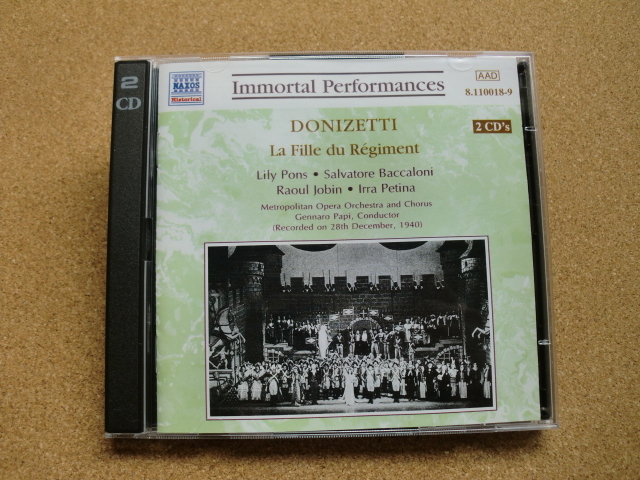 2
CD
NAXOS
Historical
Immortal Performances
AAD
8.110018-9
DONIZETTI
2 CD's
La Fille du Régiment
Lily Pons • Salvatore Baccaloni
Raoul Jobin • Irra Petina
Metropolitan Opera Orchestra and Chorus
Gennaro Papi, Conductor
(Recorded on 28th December, 1940)